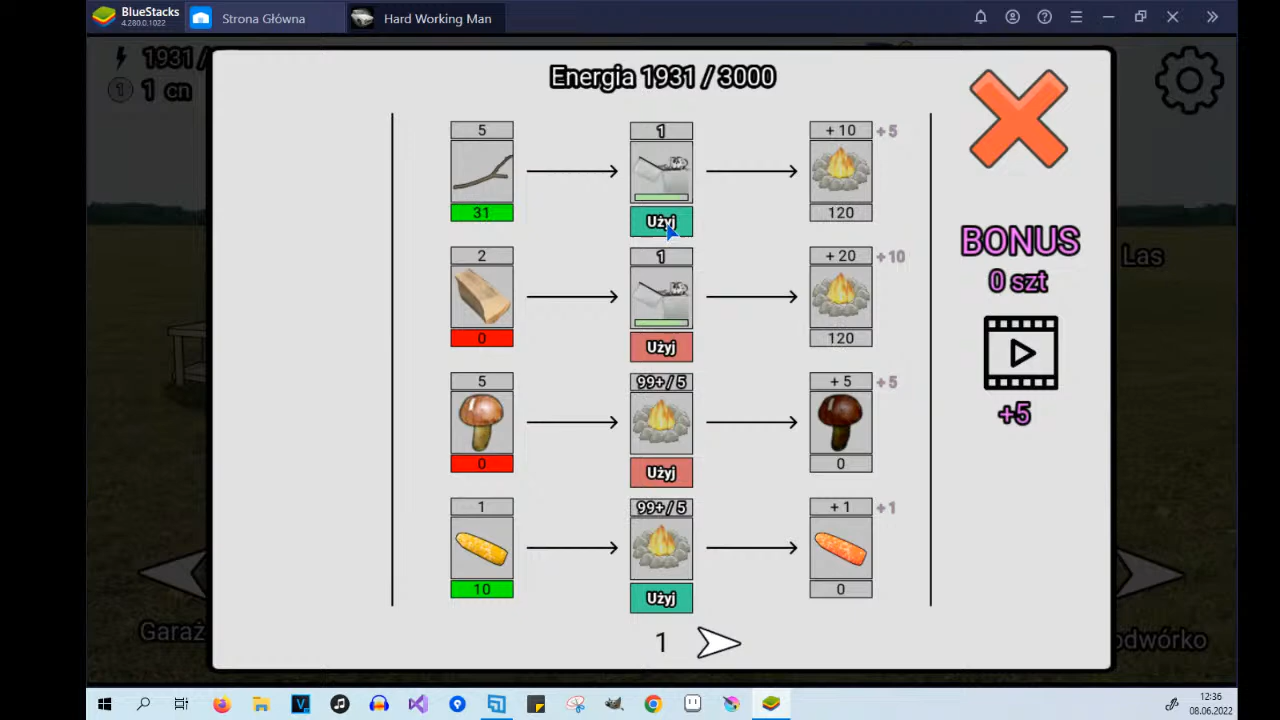 BlueStacks
4.280.0.1022
Strona Główna
Hard Working Man
1931 /
1 cn
Energia 1931 / 3000
5
1
+ 10
+ 5
31
Użyj
120
2
1
+ 20
+ 10
0
Użyj
120
5
99+ / 5
+ 5
+ 5
0
Użyj
0
1
99+ / 5
+ 1
+ 1
10
Użyj
0
1
BONUS
0 szt
+5
Las
Garaż
odwórko
12:36
08.06.2022